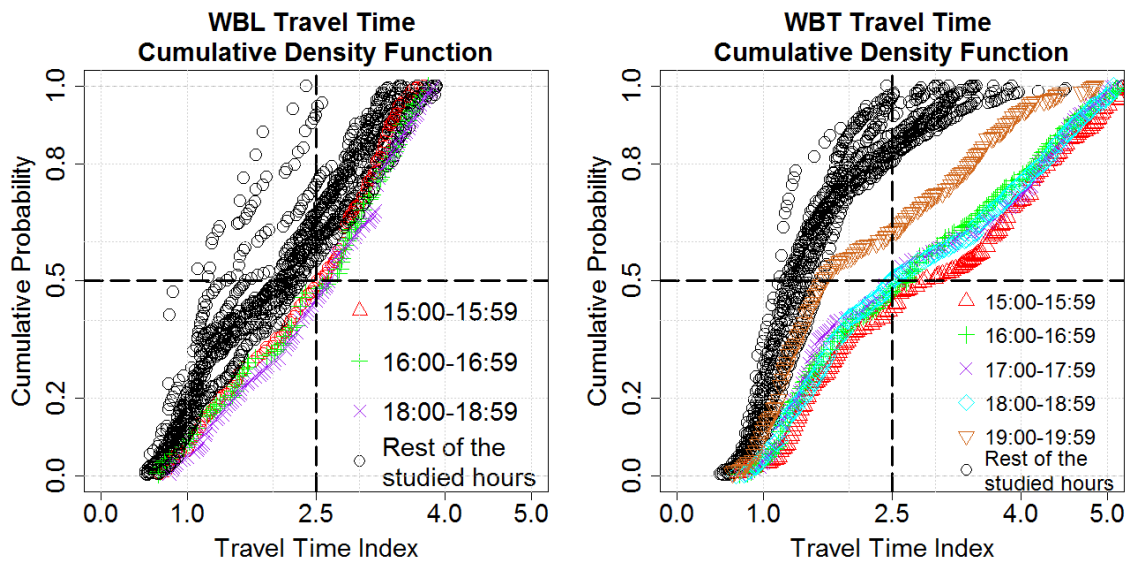 WBL Travel Time
Cumulative Density Function
Cumulative Probability
1.0
0.8
0.5
0.2
0.0
15:00-15:59
16:00-16:59
18:00-18:59
Rest of the
studied hours
0.0 1.0 2.5 4.0 5.0
Travel Time Index
WBT Travel Time
Cumulative Density Function
Cumulative Probability
1.0
0.8
0.5
0.2
0.0
15:00-15:59
16:00-16:59
17:00-17:59
18:00-18:59
19:00-19:59
Rest of the
studied hours
0.0 1.0 2.5 4.0 5.0
Travel Time Index